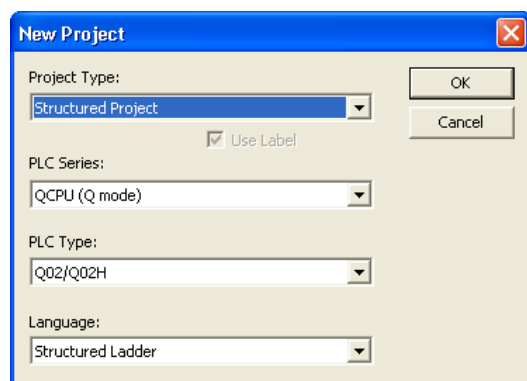 New Project
Project Type:
OK
Structured Project
Cancel
Use Label
PLC Series:
QCPU (Q mode)
PLC Type:
Q02/Q02H
Language:
Structured Ladder